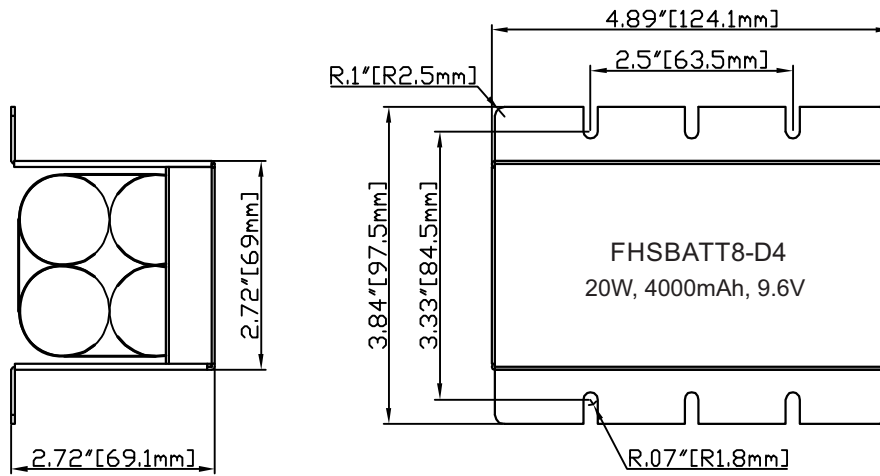 4.89″[124.1mm]
2.5″[63.5mm]
R.1″[R2.5mm]
2.72″[69mm]
3.84″[97.5mm]
3.33″[84.5mm]
FHSBATT8-D4
20W, 4000mAh, 9.6V
2.72″[69.1mm]
R.07″[R1.8mm]